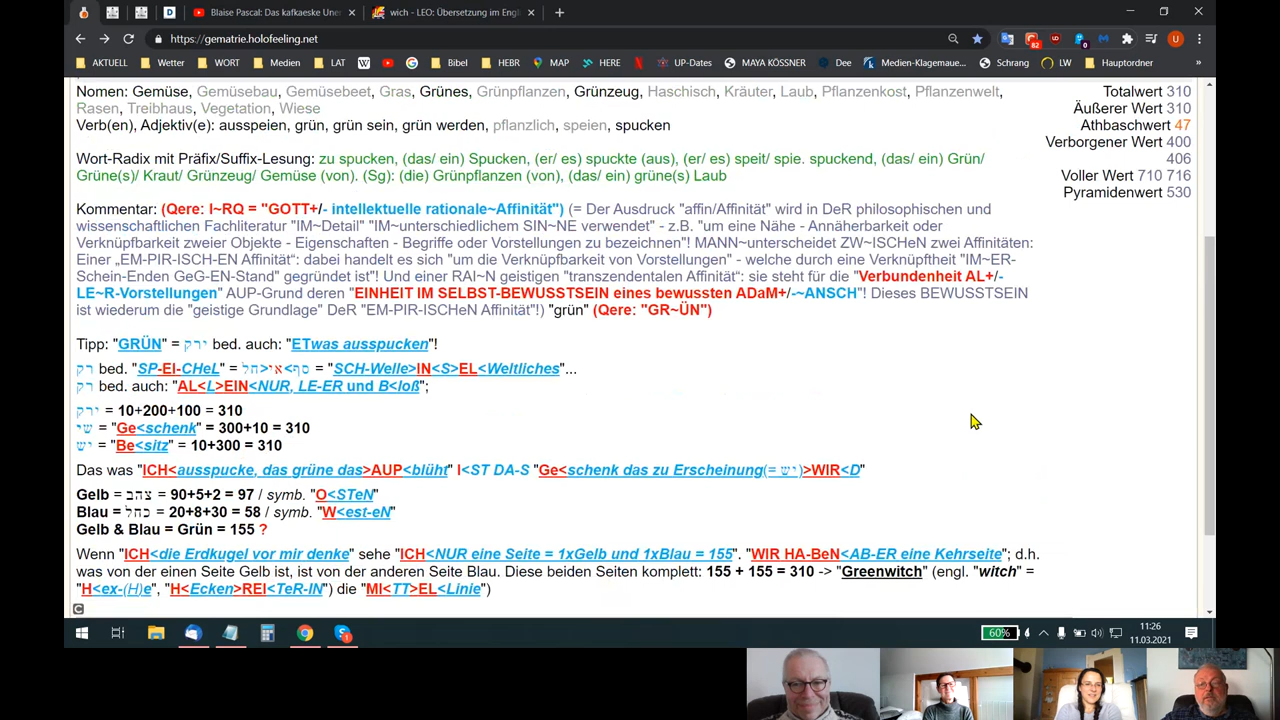 Blaise Pascal: Das kafkaeske Uner
wich - LEO: Übersetzung im Engl
https://gematrie.holofeeling.net
AKTUELL Wetter WORT Medien LAT Bibel HEBR MAP HERE UP-Dates MAYA KÖSSNER Dee Medien-Klagemaue... Schrang LW Hauptordner »
Nomen: Gemüse, Gemüsebau, Gemüsebeet, Gras, Grünes, Grünpflanzen, Grünzeug, Haschisch, Kräuter, Laub, Pflanzenkost, Pflanzenwelt,
Rasen, Treibhaus, Vegetation, Wiese
Verb(en), Adjektiv(e): ausspeien, grün, grün sein, grün werden, pflanzlich, speien, spucken
Totalwert 310
Äußerer Wert 310
Athbaschwert 47
Verborgener Wert 400
406
Voller Wert 710 716
Pyramidenwert 530
Wort-Radix mit Präfix/Suffix-Lesung: zu spucken, (das/ ein) Spucken, (er/ es) spuckte (aus), (er/ es) speit/ spie. spuckend, (das/ ein) Grün/
Grüne(s)/ Kraut/ Grünzeug/ Gemüse (von). (Sg): (die) Grünpflanzen (von), (das/ ein) grüne(s) Laub
Kommentar: (Qere: I~RQ = "GOTT+/- intellektuelle rationale~Affinität") (= Der Ausdruck "affin/Affinität" wird in DeR philosophischen und
wissenschaftlichen Fachliteratur "IM~Detail" "IM~unterschiedlichem SIN~NE verwendet" - z.B. "um eine Nähe - Annäherbarkeit oder
Verknüpfbarkeit zweier Objekte - Eigenschaften - Begriffe oder Vorstellungen zu bezeichnen"! MANN~unterscheidet ZW~ISCHeN zwei Affinitäten:
Einer „EM-PIR-ISCH-EN Affinität“: dabei handelt es sich "um die Verknüpfbarkeit von Vorstellungen" - welche durch eine Verknüpftheit "IM~ER-
Schein-Enden GeG-EN-Stand" gegründet ist"! Und einer RAI~N geistigen "transzendentalen Affinität“: sie steht für die "Verbundenheit AL+/-
LE~R-Vorstellungen" AUP-Grund deren "EINHEIT IM SELBST-BEWUSSTSEIN eines bewussten ADaM+/-~ANSCH"! Dieses BEWUSSTSEIN
ist wiederum die "geistige Grundlage" DeR "EM-PIR-ISCHeN Affinität"!) "grün" (Qere: "GR~ÜN")
Tipp: "GRÜN" = ירק bed. auch: "ETwas ausspucken"!
רק bed. "SP-EI-CHeL" = סף>אי<חל = "SCH-Welle>IN<S>EL<Weltliches"...
רק bed. auch: "AL<L>EIN<NUR, LE-ER und B<loß";
ירק = 10+200+100 = 310
שי = "Ge<schenk" = 300+10 = 310
יש = "Be<sitz" = 10+300 = 310
Das was "ICH<ausspucke, das grüne das>AUP<blüht" I<ST DA-S "Ge<schenk das zu Erscheinung(= יש)>WIR<D"
Gelb = צהב = 90+5+2 = 97 / symb. "O<STeN"
Blau = כחל = 20+8+30 = 58 / symb. "W<est-eN"
Gelb & Blau = Grün = 155 ?
Wenn "ICH<die Erdkugel vor mir denke" sehe "ICH<NUR eine Seite = 1xGelb und 1xBlau = 155". "WIR HA-BeN<AB-ER eine Kehrseite"; d.h.
was von der einen Seite Gelb ist, ist von der anderen Seite Blau. Diese beiden Seiten komplett: 155 + 155 = 310 -> "Greenwitch" (engl. "witch" =
"H<ex-(H)e", "H<Ecken>REI<TeR-IN") die "MI<TT>EL<Linie")
60%
11:26
11.03.2021